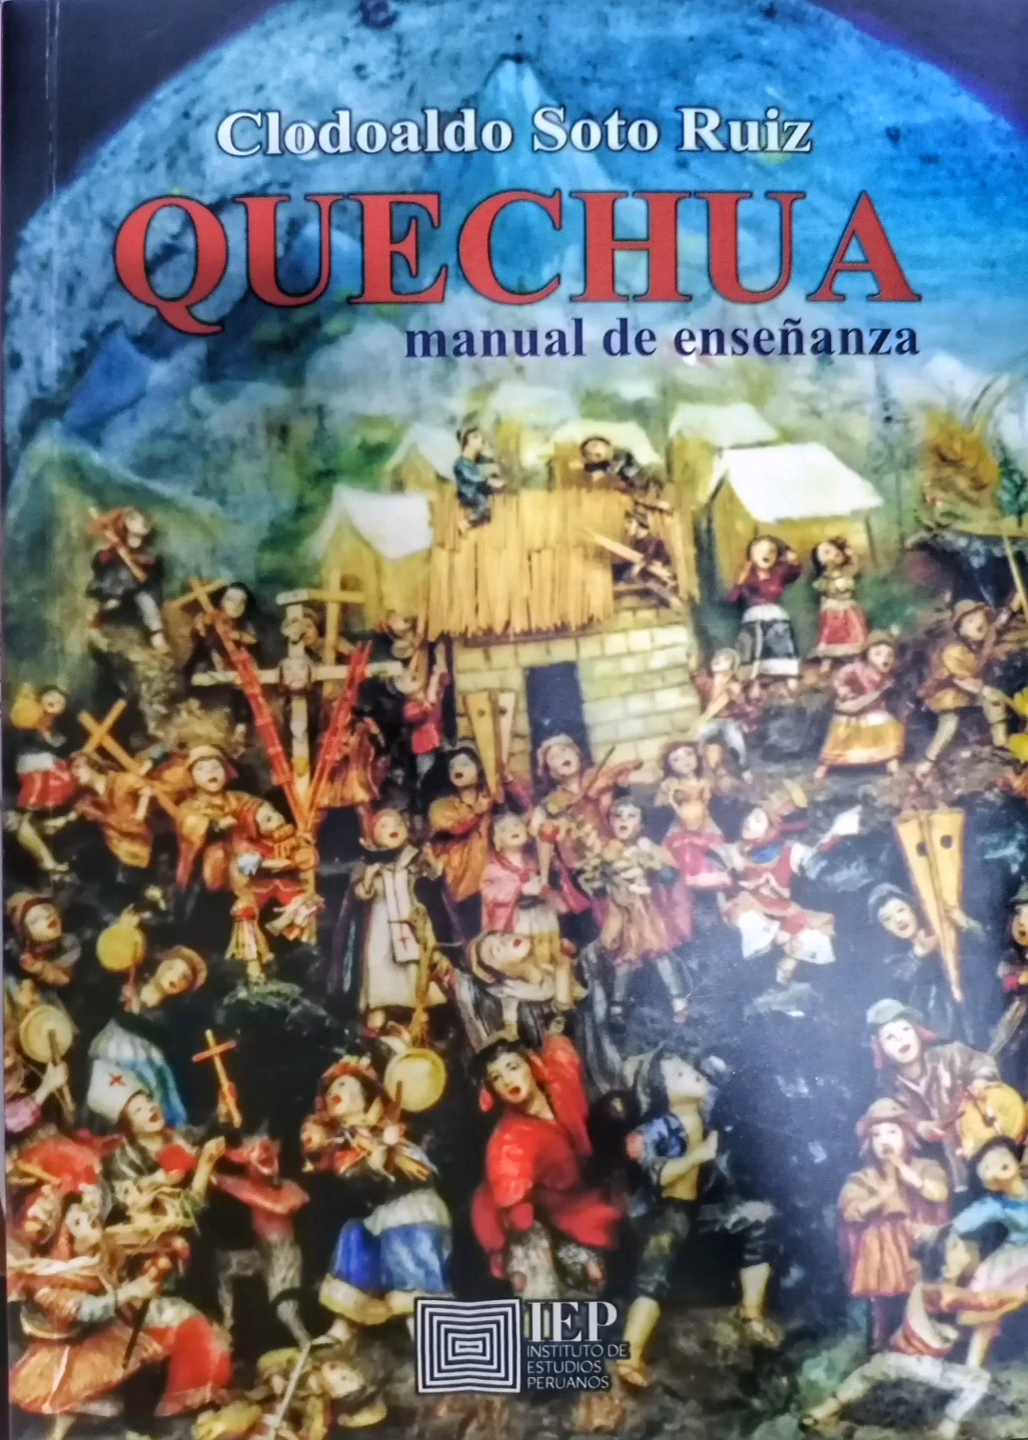 Clodoaldo Soto Ruiz
QUECHUA
manual de enseñanza
IEP
INSTITUTO DE
ESTUDIOS
PERUANOS